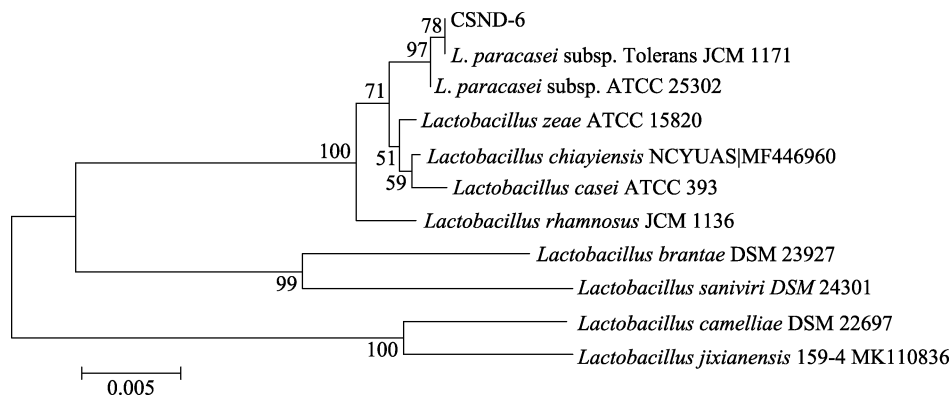 78 CSND-6
97 L. paracasei subsp. Tolerans JCM 1171
L. paracasei subsp. ATCC 25302
71
Lactobacillus zeae ATCC 15820
100 51 Lactobacillus chiayiensis NCYUAS|MF446960
59 Lactobacillus casei ATCC 393
Lactobacillus rhamnosus JCM 1136
Lactobacillus brantae DSM 23927
99 Lactobacillus saniviri DSM 24301
Lactobacillus camelliae DSM 22697
100 Lactobacillus jixianensis 159-4 MK110836
0.005